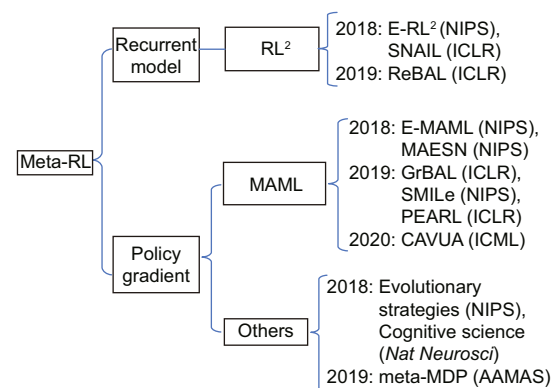 Meta-RL
Recurrent
model
RL²
2018: E-RL² (NIPS),
SNAIL (ICLR)
2019: ReBAL (ICLR)
Policy
gradient
MAML
2018: E-MAML (NIPS),
MAESN (NIPS)
2019: GrBAL (ICLR),
SMILe (NIPS),
PEARL (ICLR)
2020: CAVUA (ICML)
Others
2018: Evolutionary
strategies (NIPS),
Cognitive science
(Nat Neurosci)
2019: meta-MDP (AAMAS)